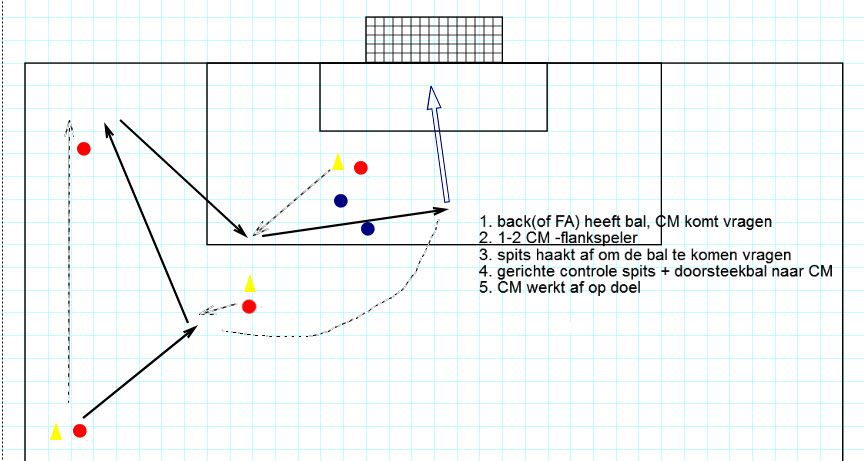 1. back(of FA) heeft bal, CM komt vragen
2. 1-2 CM -flankspeler
3. spits haakt af om de bal te komen vragen
4. gerichte controle spits + doorsteekbal naar CM
5. CM werkt af op doel